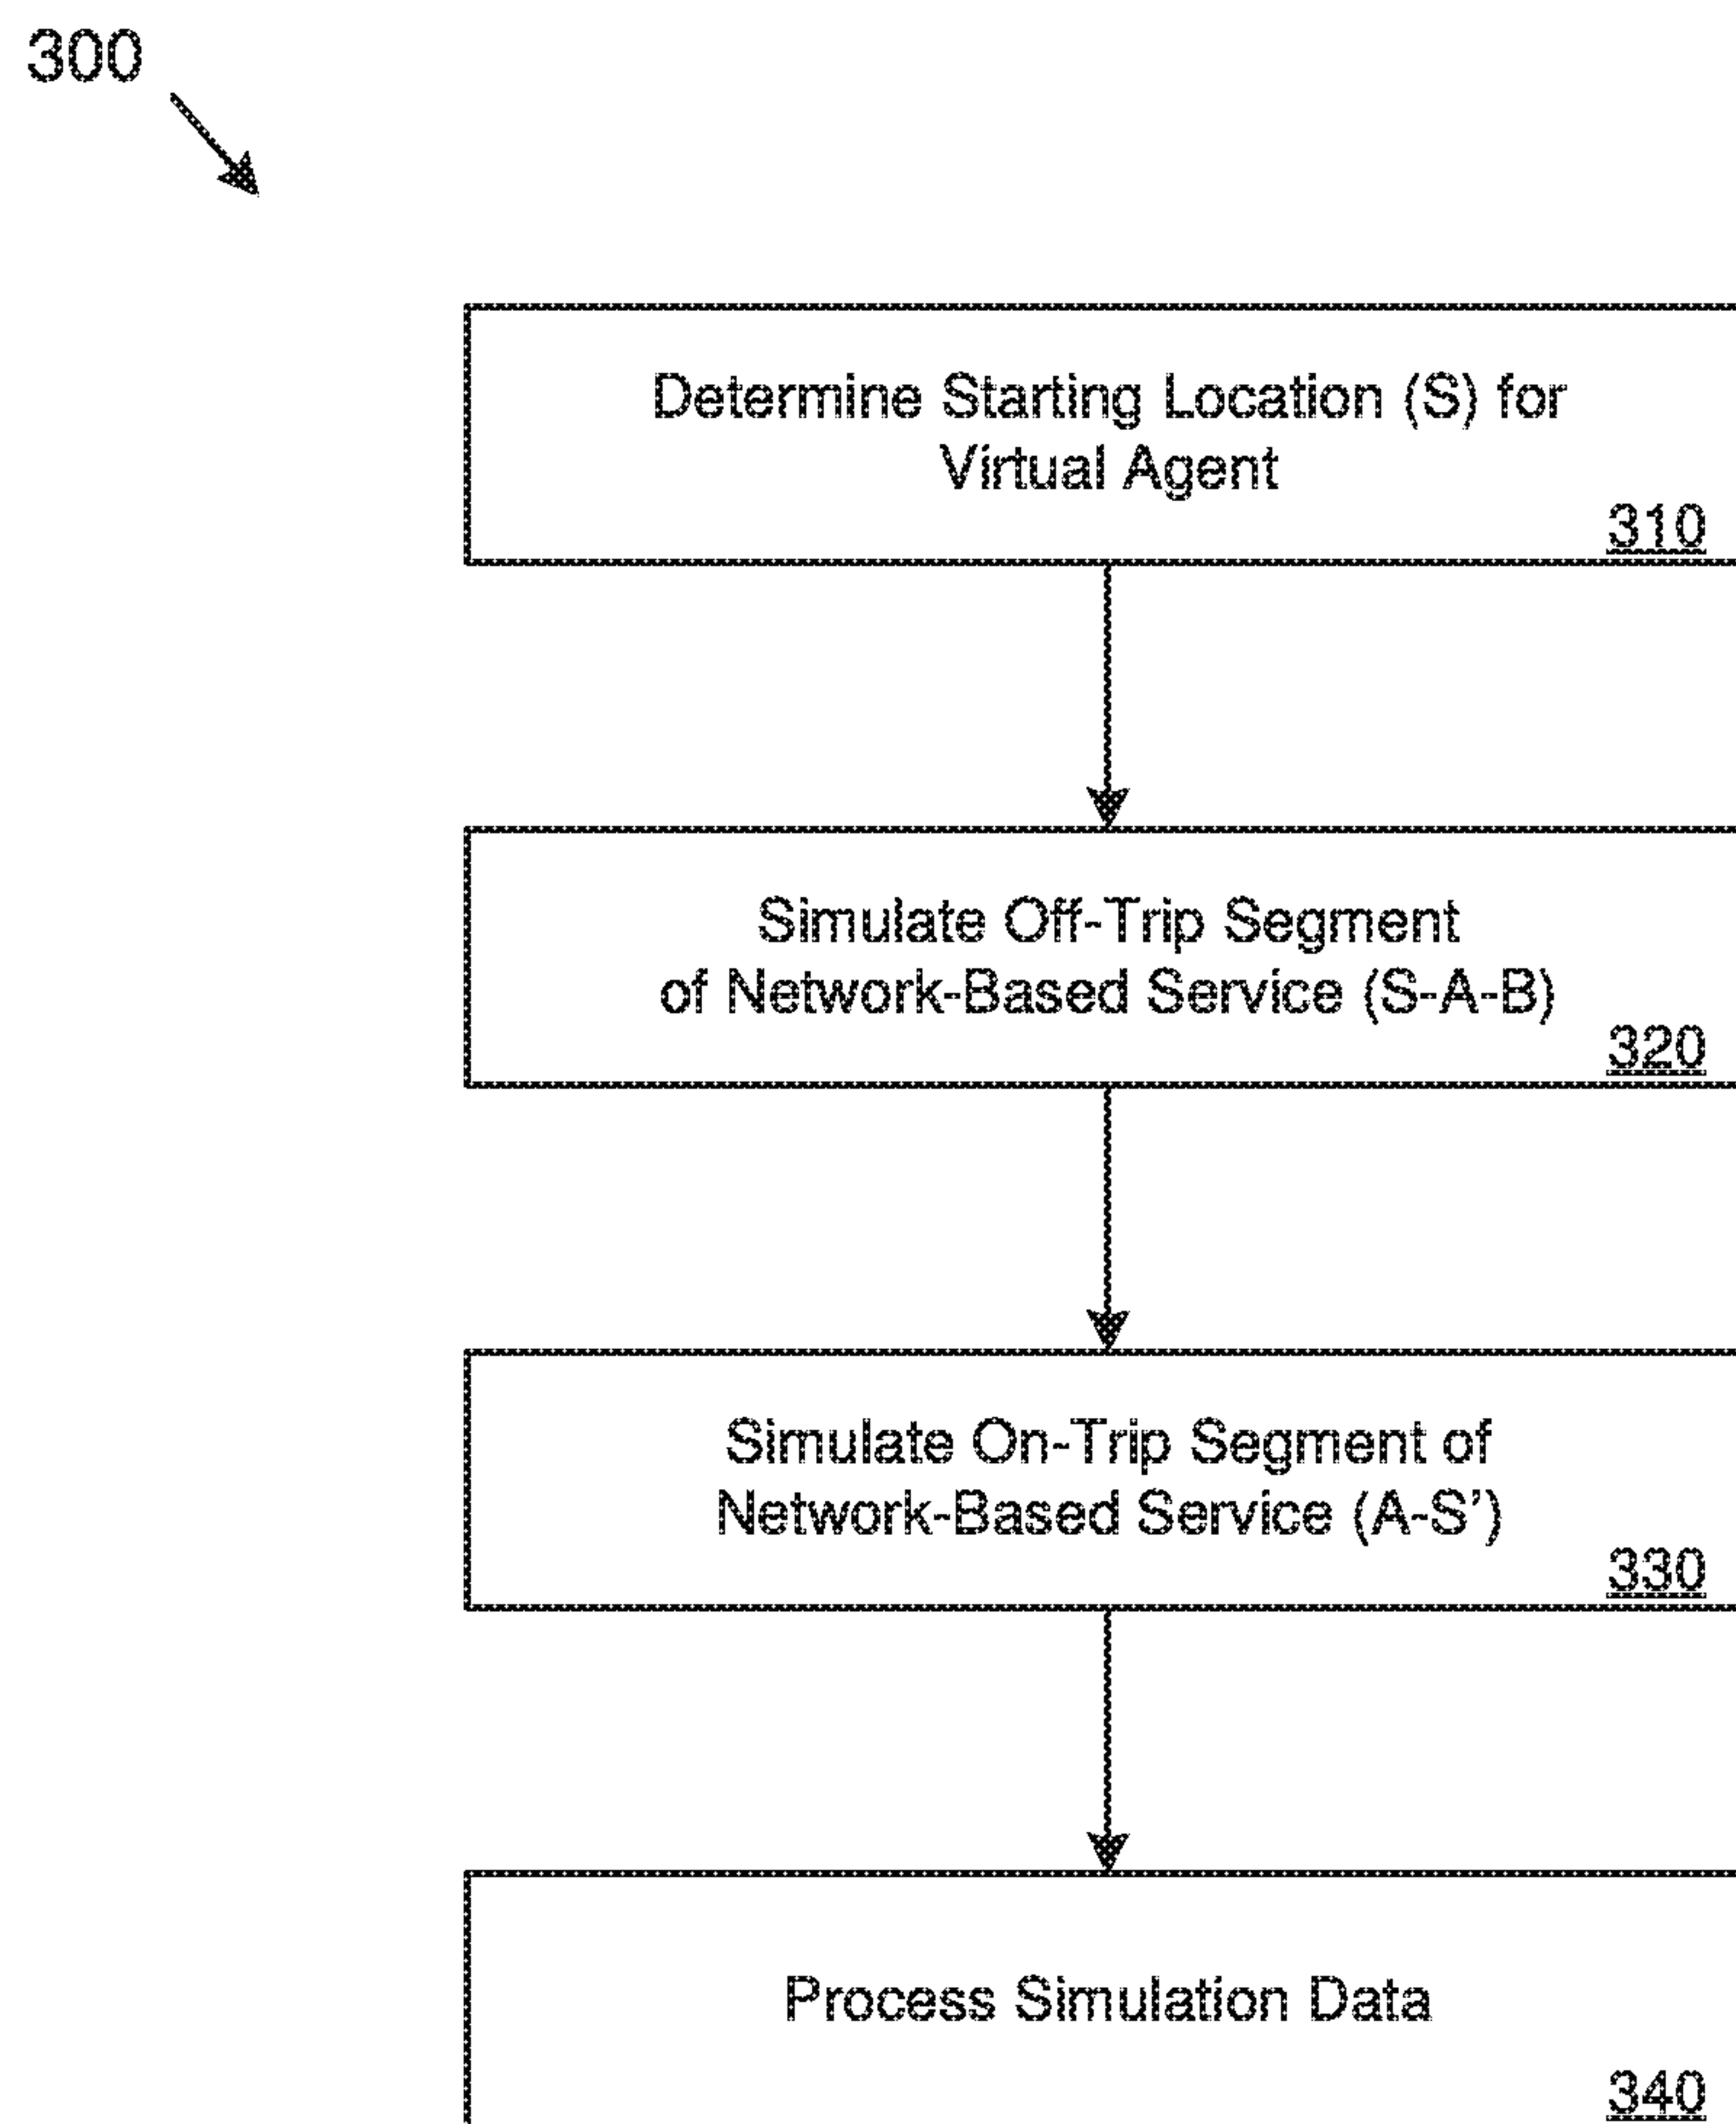 300
Determine Starting Location (S) for
Virtual Agent
310
Simulate Off-Trip Segment
of Network-Based Service (S-A-B)
320
Simulate On-Trip Segment of
Network-Based Service (A-S’)
330
Process Simulation Data
340